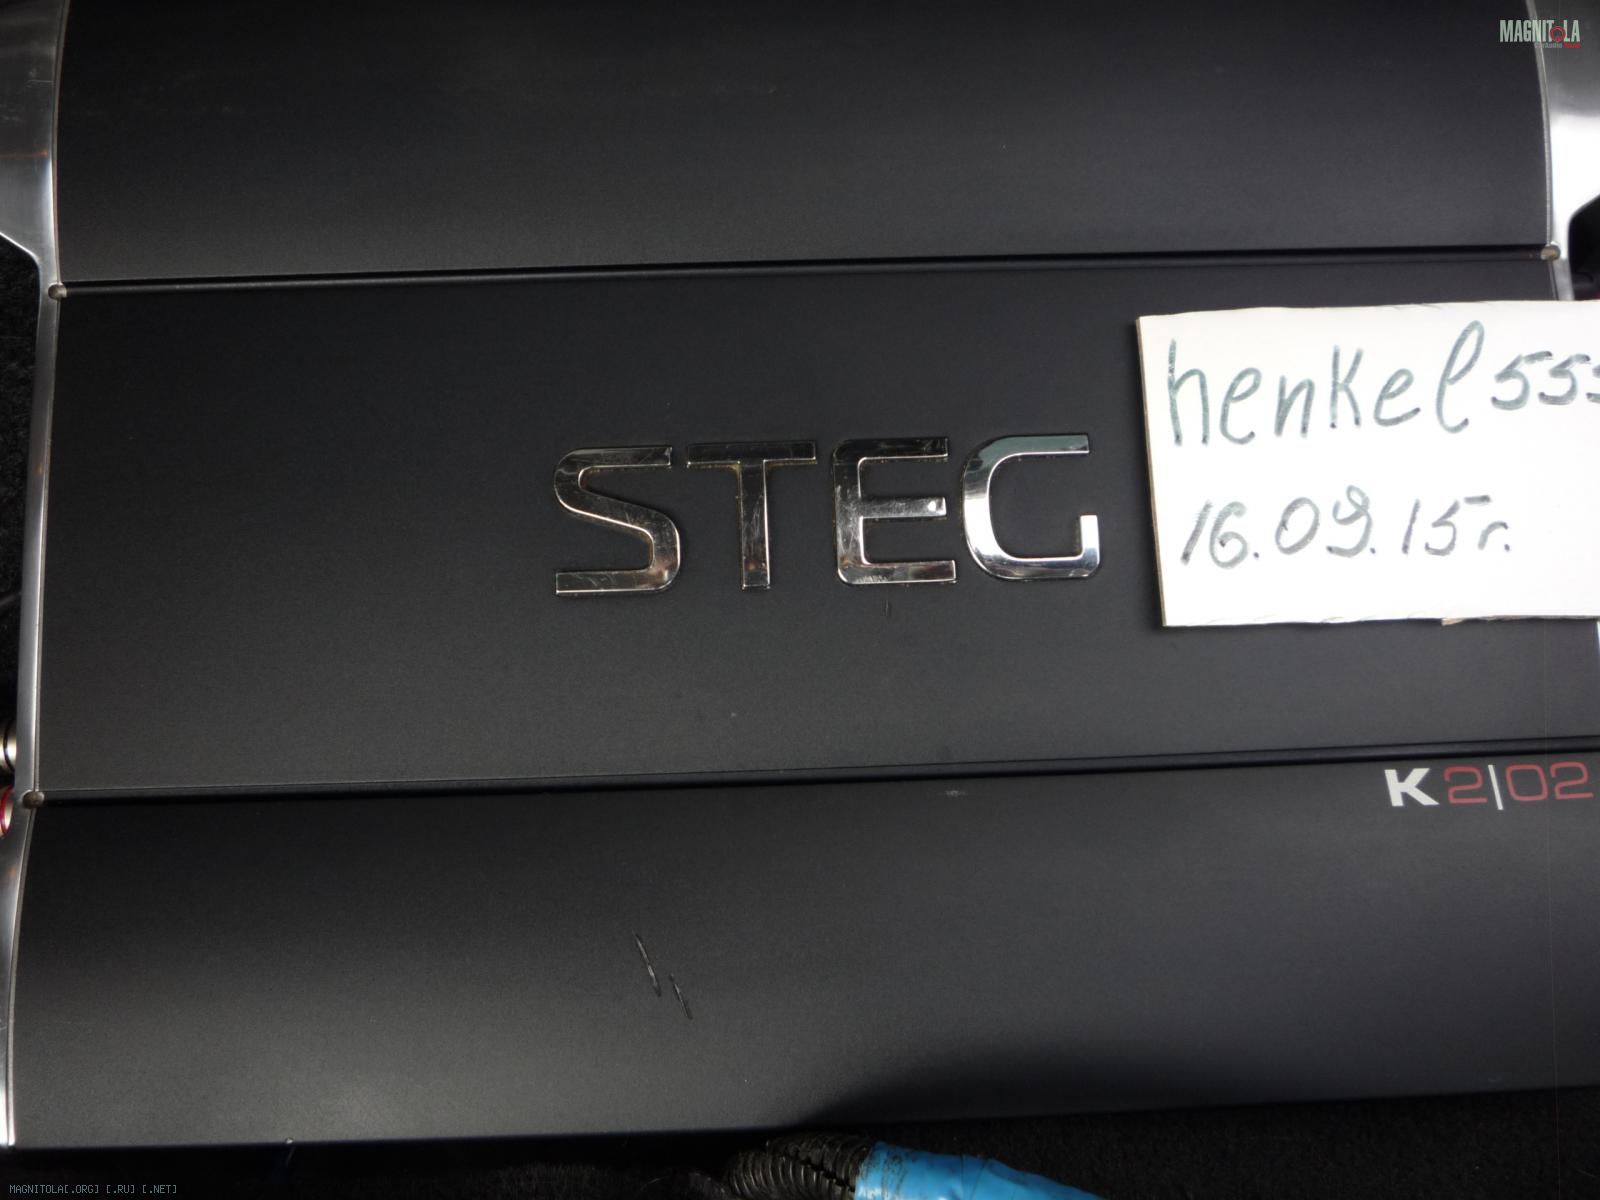 MAGNITOLA
henkel555
STEG
16.09.15г.
K2|02
MAGNITOLA[.ORG] [.RU] [.NET]